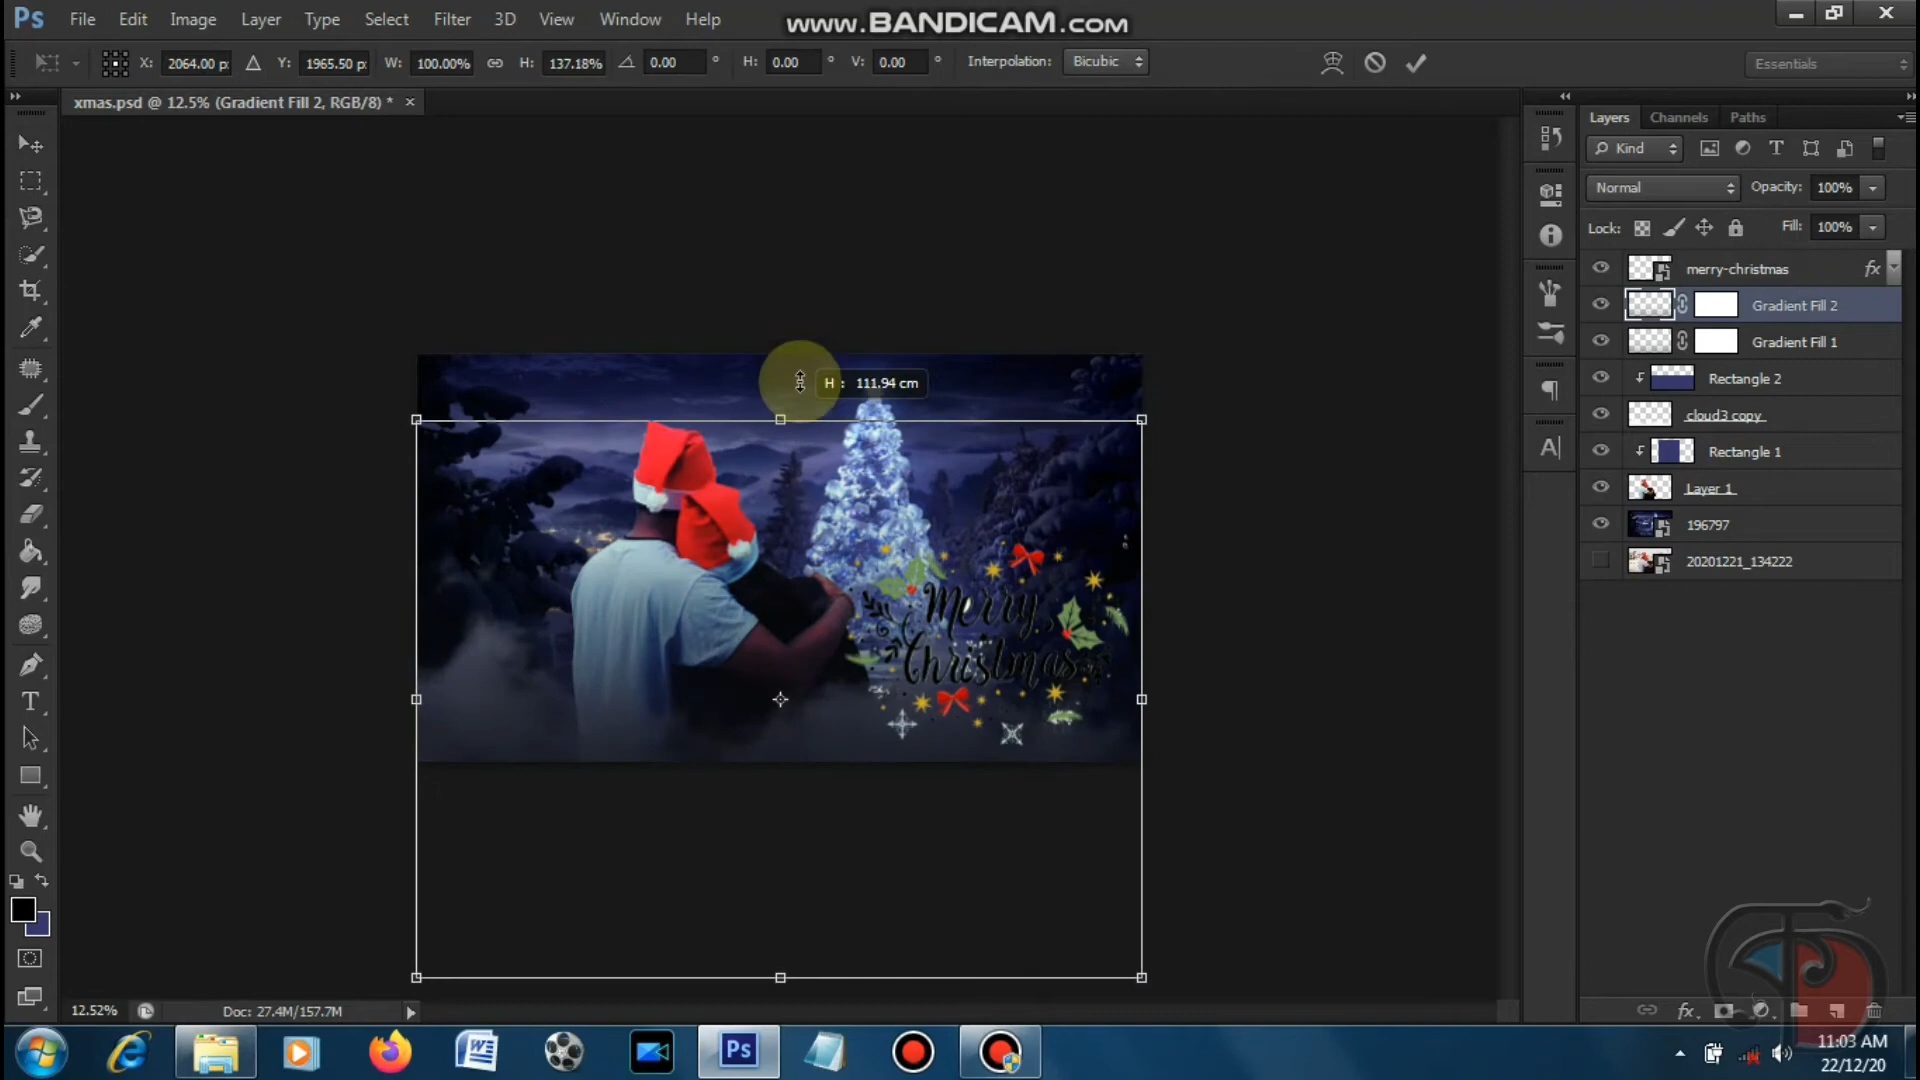 Ps File Edit Image Layer Type Select Filter 3D View Window Help
www.BANDICAM.com
X: 2064.00 p Y: 1965.50 p W: 100.00% H: 137.18% 0.00 ° H: 0.00 ° V: 0.00 ° Interpolation: Bicubic
Essentials
xmas.psd @ 12.5% (Gradient Fill 2, RGB/8) *
Layers Channels Paths
Kind
Normal Opacity: 100%
Lock: Fill: 100%
merry-christmas fx
Gradient Fill 2
Gradient Fill 1
Rectangle 2
cloud3 copy
Rectangle 1
Layer 1
196797
20201221_134222
H : 111.94 cm
Merry
Christmas
12.52% Doc: 27.4M/157.7M
11:03 AM
22/12/20